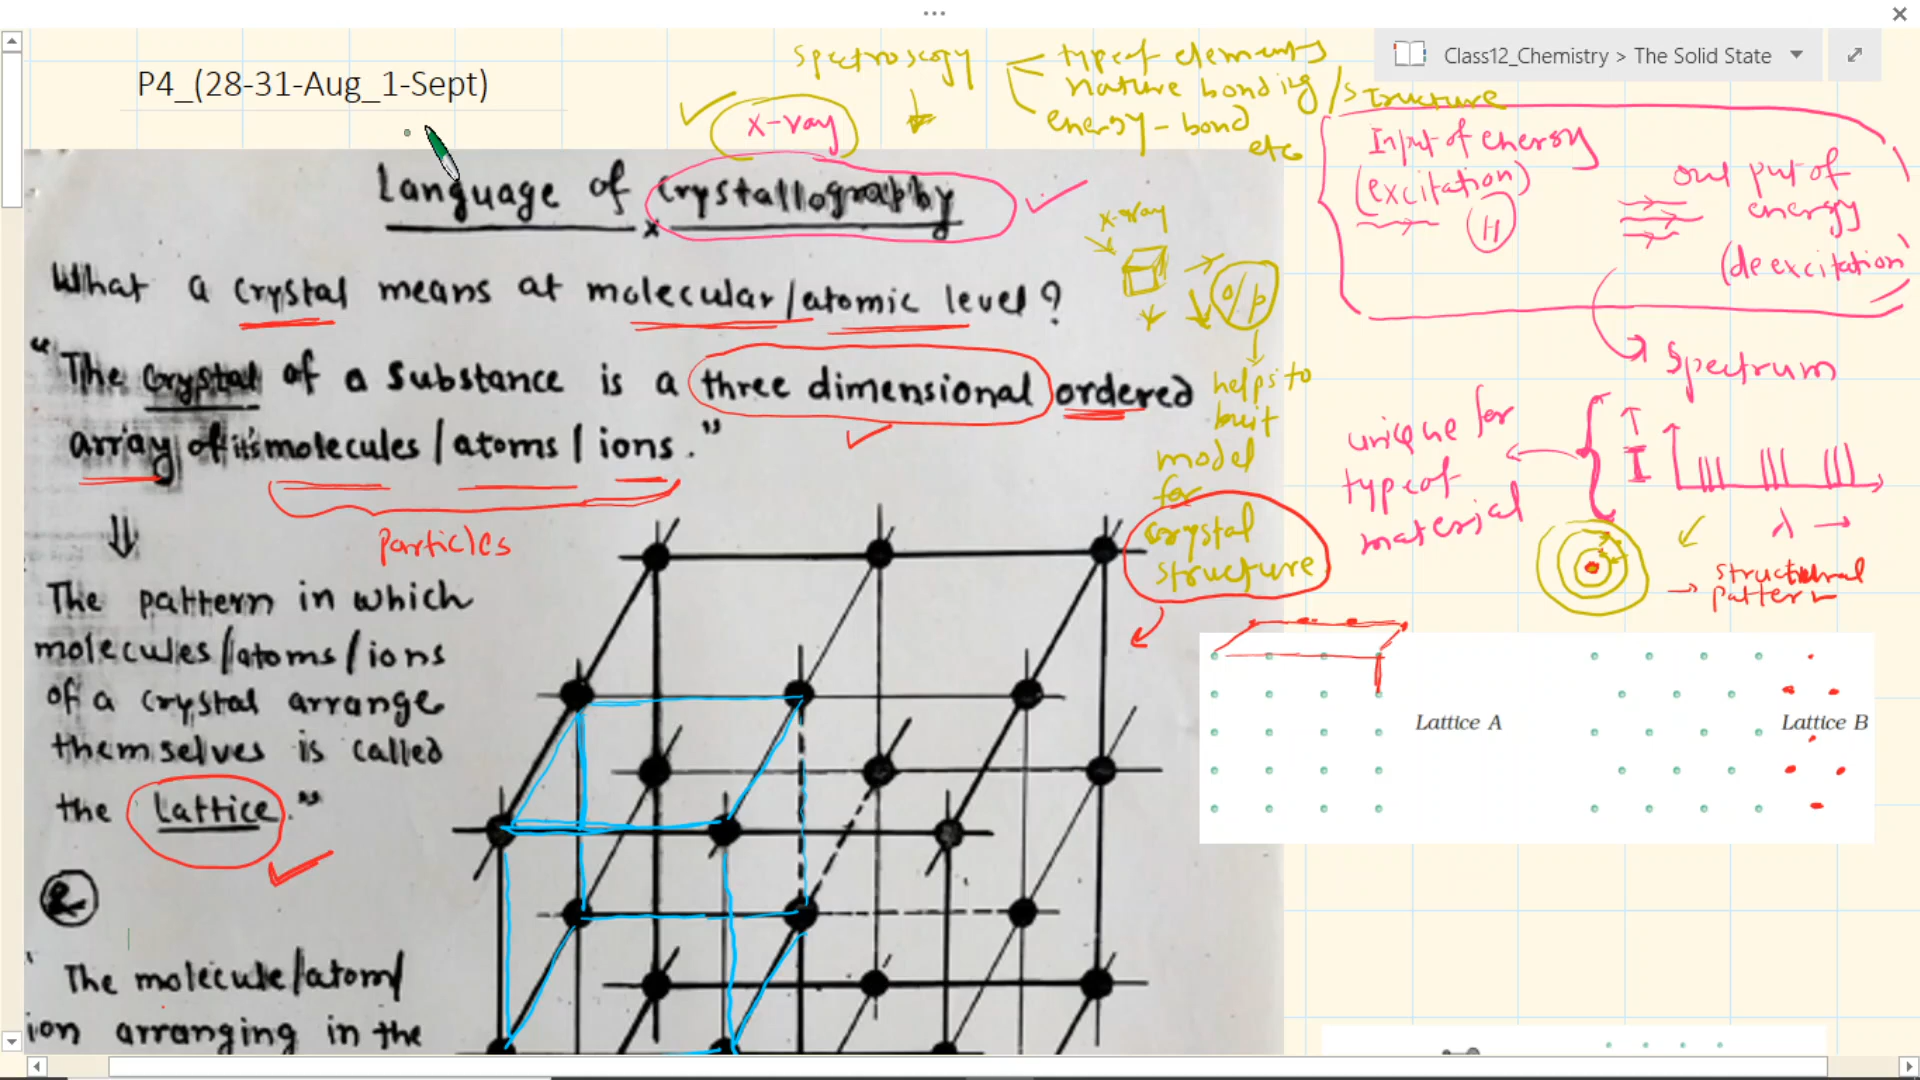 P4_(28-31-Aug_1-Sept)
Class12_Chemistry > The Solid State
spectroscopy
type of elements
nature bonding / structure
energy - bond
etc
x-ray
Language of Crystallography
What a crystal means at molecular/atomic level?
"The crystal of a substance is a three dimensional ordered
array of it's molecules / atoms / ions."
particles
⇓
The pattern in which
molecules/atoms/ions
of a crystal arrange
themselves is called
the Lattice."
The molecule/atom/
ion arranging in the
x-ray
o/p
helps to
built
model
for
crystal
structure
Input of energy
(excitation)
H
out put of
energy
(de excitation)
Spectrum
unique for
type of
material
I
λ →
→ structural
pattern
Lattice A
Lattice B